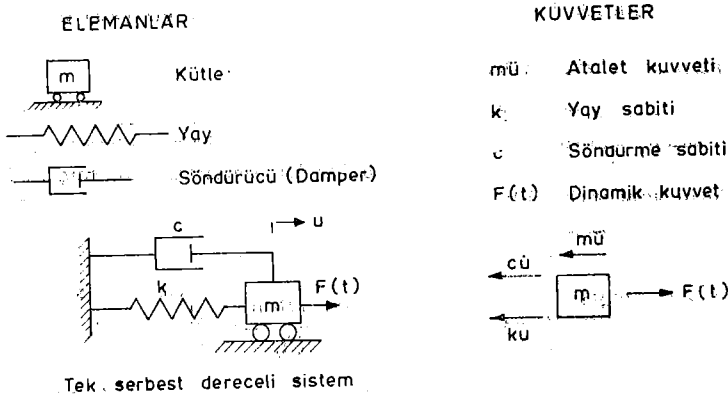 ELEMANLAR
m
Kütle
Yay
Söndürücü (Damper)
c
u
k
m
F(t)
Tek serbest dereceli sistem
KUVVETLER
mü
Atalet kuvveti
k
Yay sabiti
c
Söndürme sabiti
F(t)
Dinamik kuvvet
mü
cu̇
m
F(t)
ku